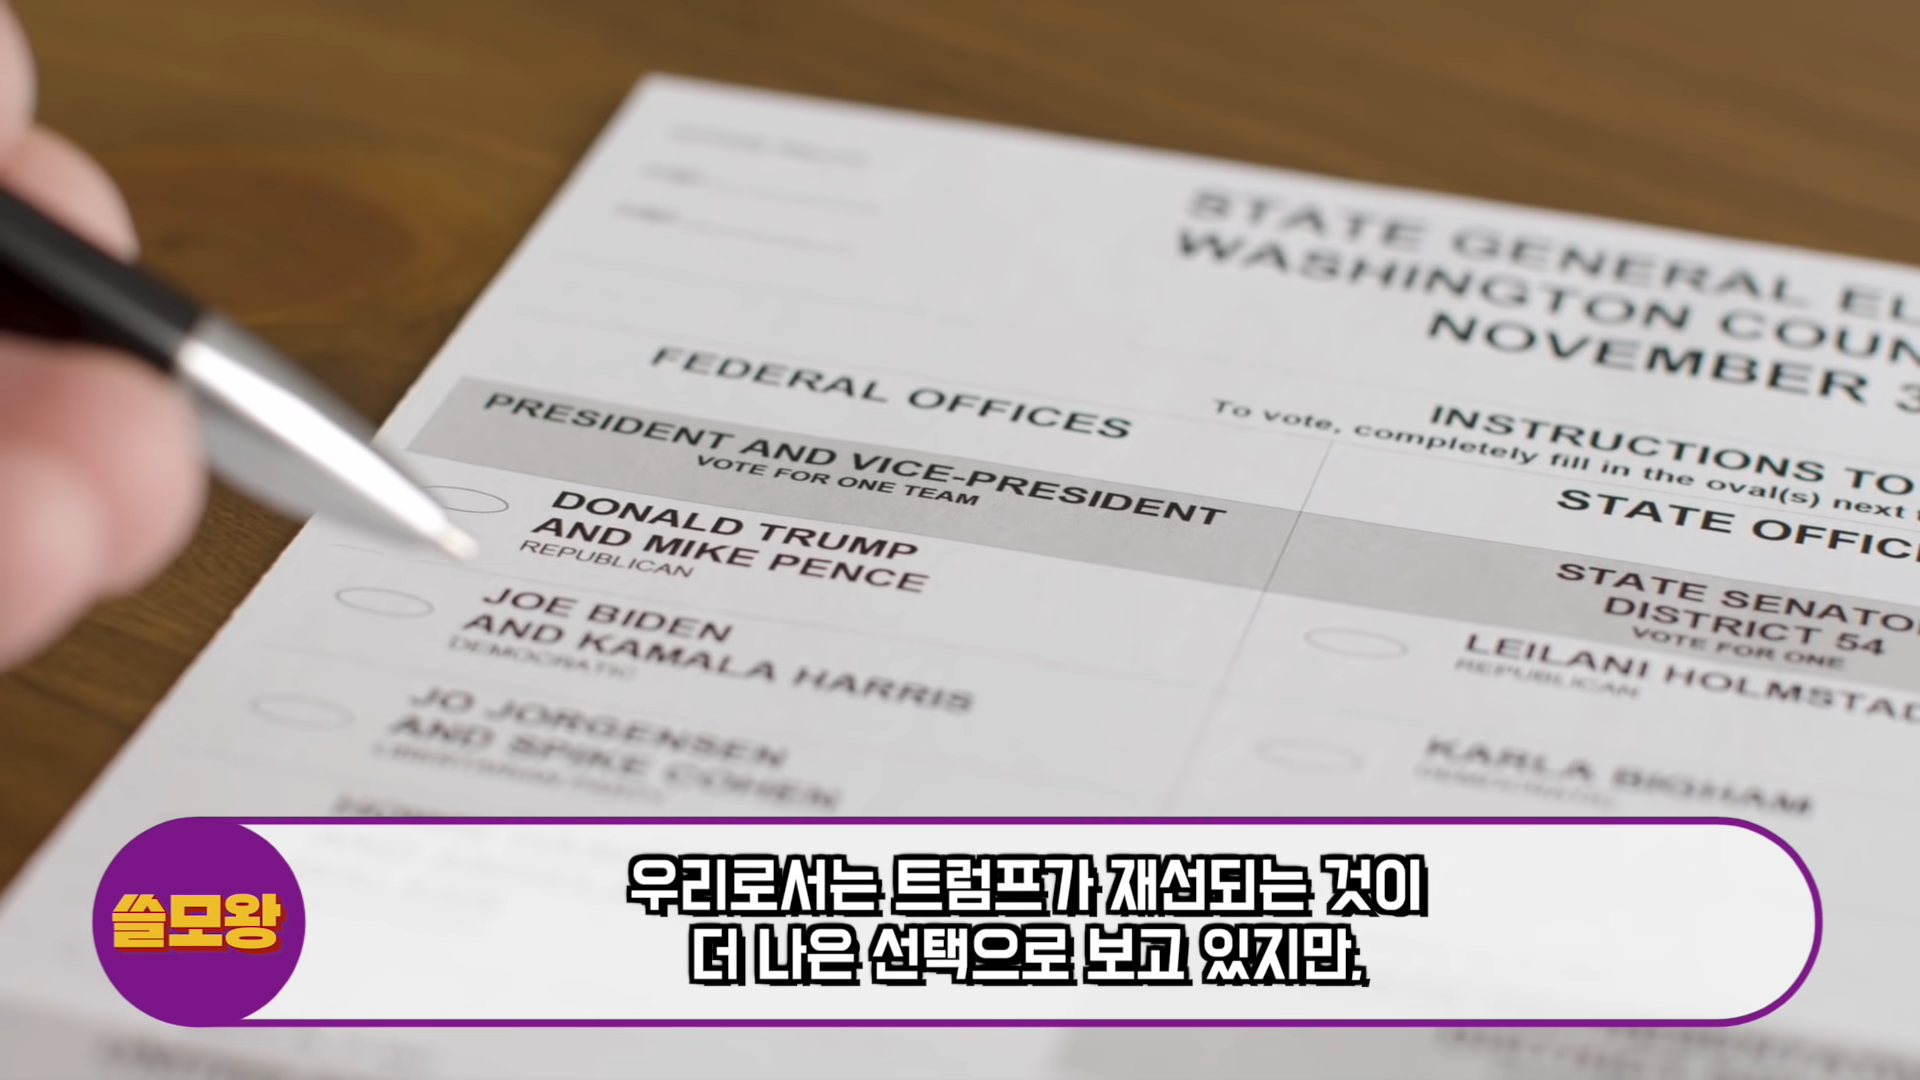 STATE GENERAL EL
WASHINGTON COUN
NOVEMBER 3
FEDERAL OFFICES
PRESIDENT AND VICE-PRESIDENT
VOTE FOR ONE TEAM
DONALD TRUMP
AND MIKE PENCE
REPUBLICAN
JOE BIDEN
AND KAMALA HARRIS
DEMOCRATIC
JO JORGENSEN
AND SPIKE COHEN
INSTRUCTIONS TO
To vote, completely fill in the oval(s) next
STATE OFFIC
STATE SENATO
DISTRICT 54
VOTE FOR ONE
LEILANI HOLMSTAD
REPUBLICAN
KARLA BIGHAM
쓸모왕
우리로서는 트럼프가 재선되는 것이
더 나은 선택으로 보고 있지만,